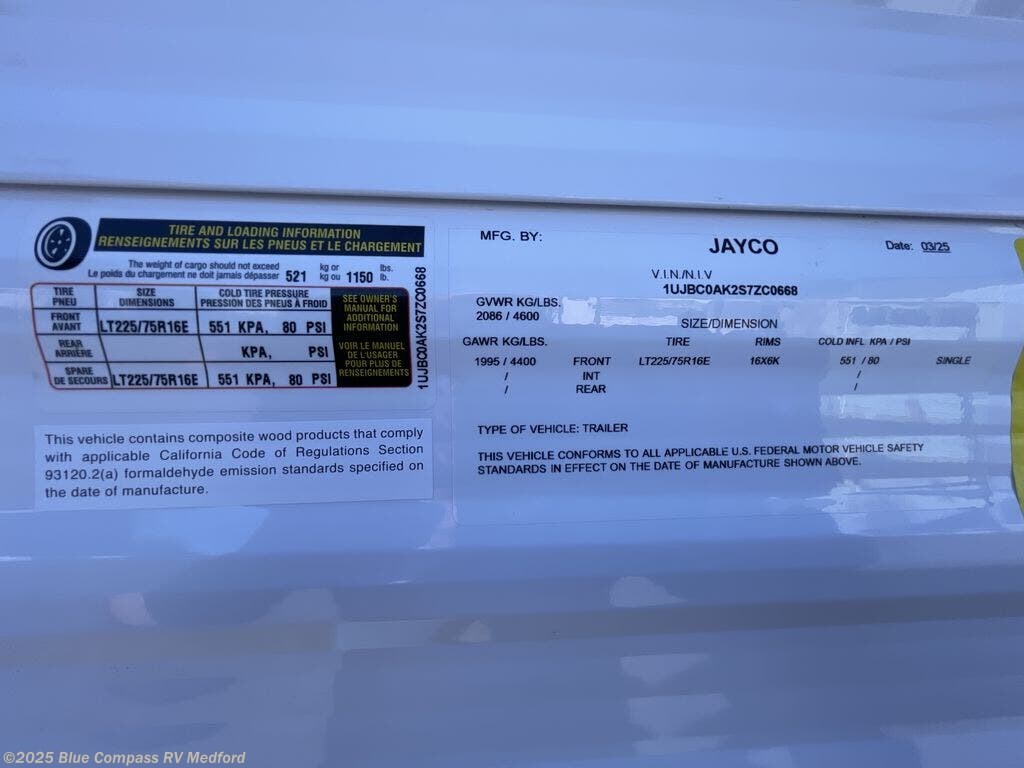 TIRE AND LOADING INFORMATION
RENSEIGNEMENTS SUR LES PNEUS ET LE CHARGEMENT
The weight of cargo should not exceed 521 kg or 1150 lbs.
Le poids du chargement ne doit jamais dépasser kg ou lb.
TIRE PNEU SIZE DIMENSIONS COLD TIRE PRESSURE PRESSION DES PNEUS À FROID
FRONT AVANT LT225/75R16E 551 KPA, 80 PSI
REAR ARRIÈRE KPA, PSI
SPARE DE SECOURS LT225/75R16E 551 KPA, 80 PSI
SEE OWNER'S
MANUAL FOR
ADDITIONAL
INFORMATION
VOIR LE MANUEL
DE L'USAGER
POUR PLUS DE
RENSEIGNEMENTS
1UJBC0AK2S7ZC0668
This vehicle contains composite wood products that comply
with applicable California Code of Regulations Section
93120.2(a) formaldehyde emission standards specified on
the date of manufacture.
MFG. BY: JAYCO Date: 03/25
V.I.N./N.I.V
1UJBC0AK2S7ZC0668
GVWR KG/LBS.
2086 / 4600
SIZE/DIMENSION
GAWR KG/LBS. TIRE RIMS COLD INFL KPA / PSI
1995 / 4400 FRONT LT225/75R16E 16X6K 551 / 80 SINGLE
/ INT /
/ REAR /
TYPE OF VEHICLE: TRAILER
THIS VEHICLE CONFORMS TO ALL APPLICABLE U.S. FEDERAL MOTOR VEHICLE SAFETY
STANDARDS IN EFFECT ON THE DATE OF MANUFACTURE SHOWN ABOVE.
©2025 Blue Compass RV Medford